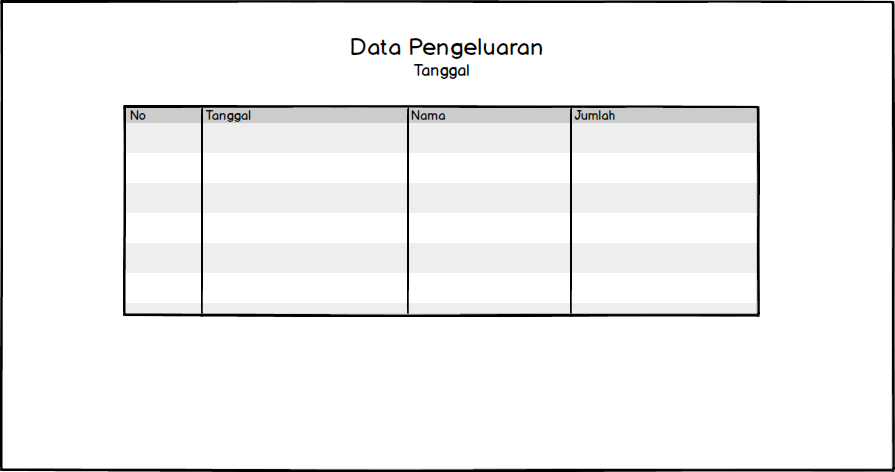 Data Pengeluaran
Tanggal
No Tanggal Nama Jumlah